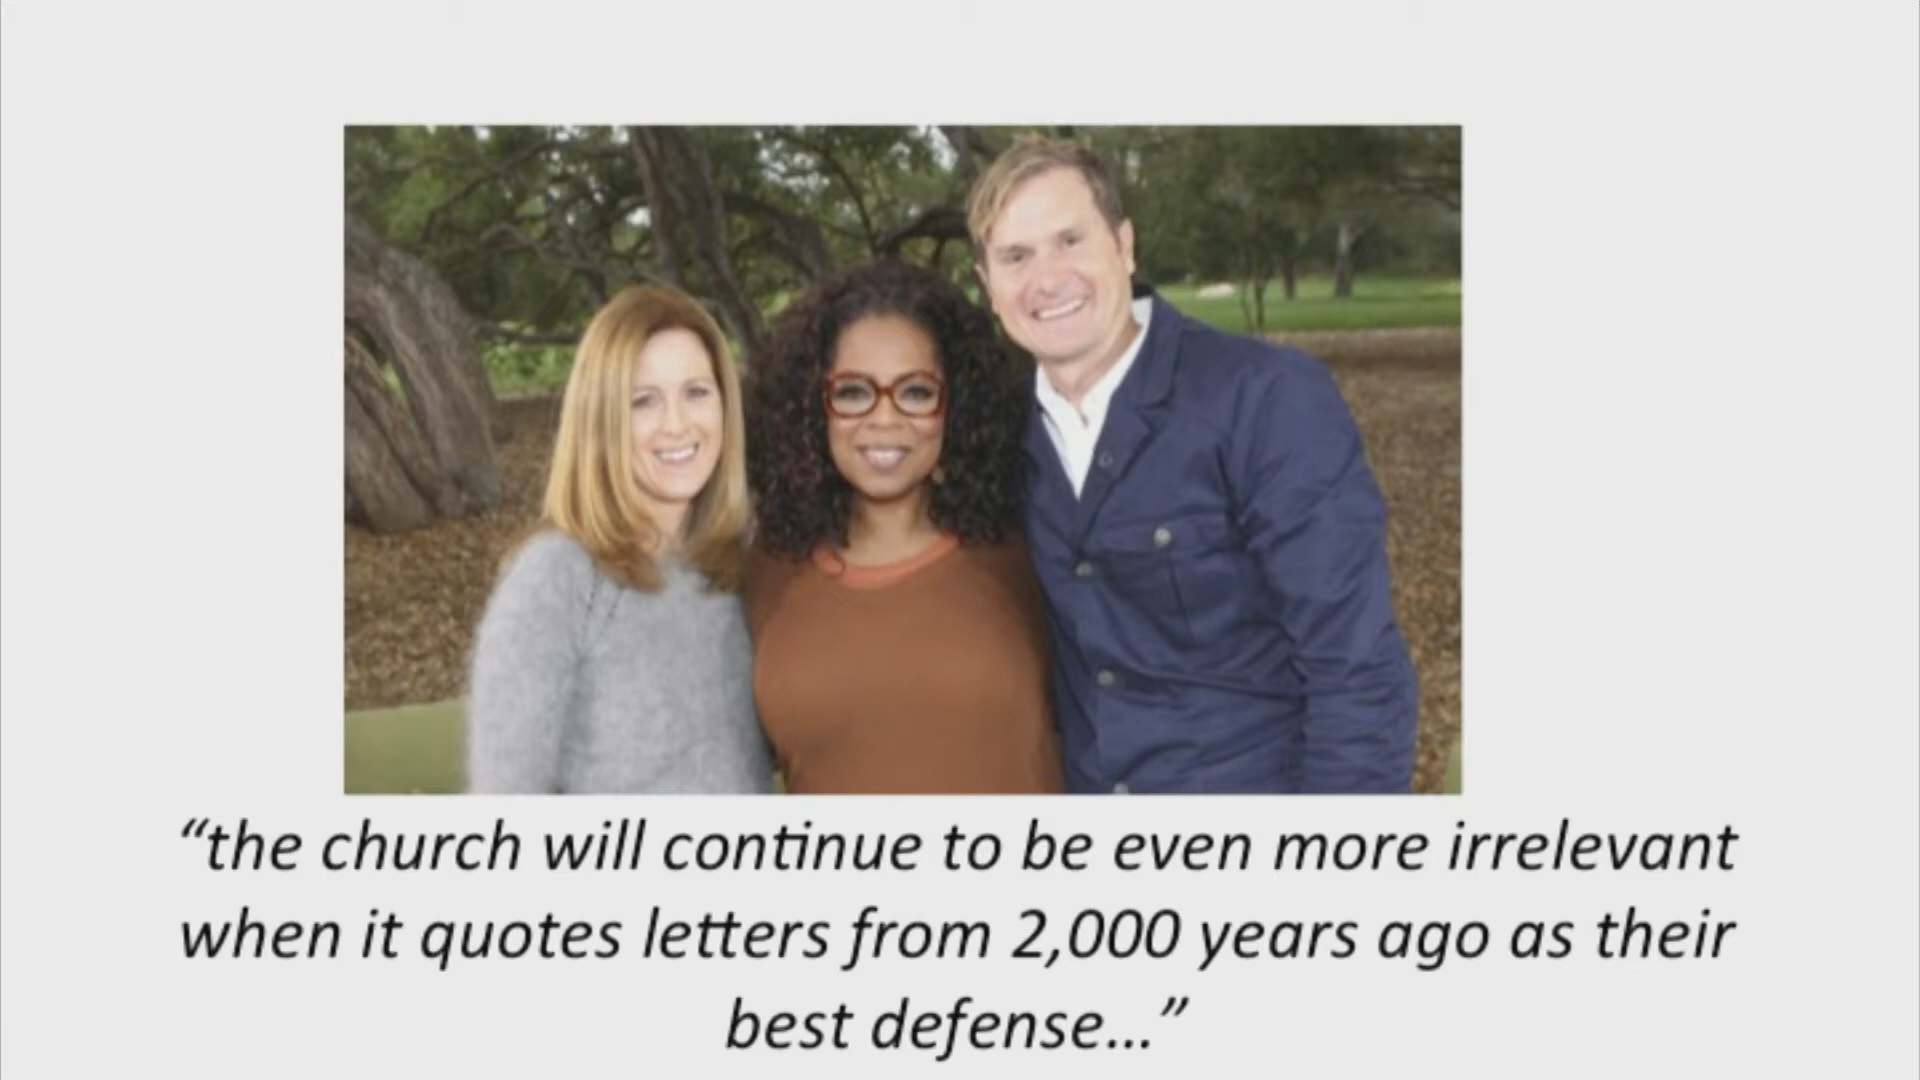 “the church will continue to be even more irrelevant
when it quotes letters from 2,000 years ago as their
best defense...”